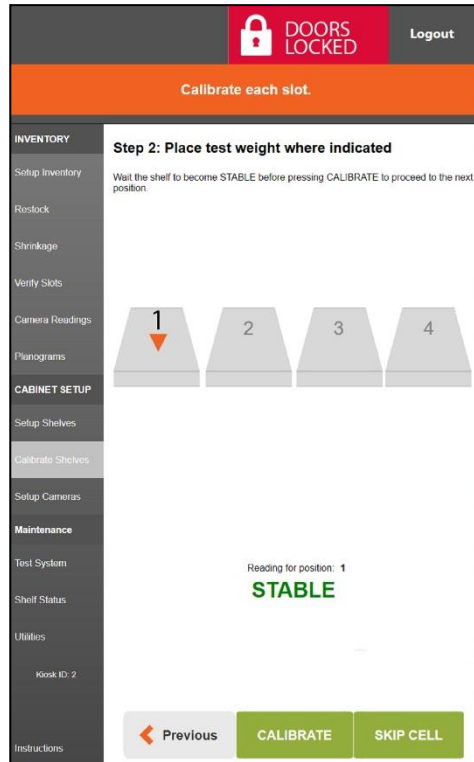 DOORS
LOCKED
Logout
Calibrate each slot.
INVENTORY
Setup Inventory
Restock
Shrinkage
Verify Slots
Camera Readings
Planograms
CABINET SETUP
Setup Shelves
Calibrate Shelves
Setup Cameras
Maintenance
Test System
Shelf Status
Utilities
Kiosk ID: 2
Instructions
Step 2: Place test weight where indicated
Wait the shelf to become STABLE before pressing CALIBRATE to proceed to the next
position.
1 2 3 4
Reading for position: 1
STABLE
Previous CALIBRATE SKIP CELL